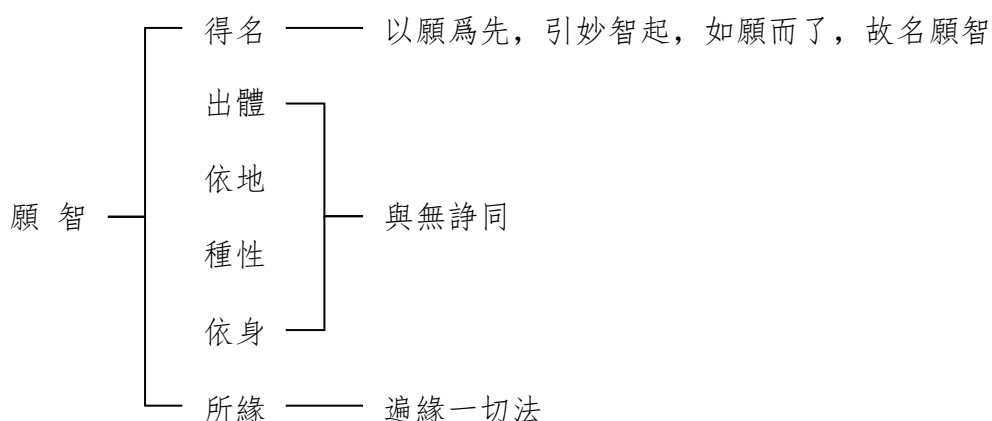 得名 以願爲先，引妙智起，如願而了，故名願智
出體
依地
願智 與無諍同
種性
依身
所緣 遍緣一切法